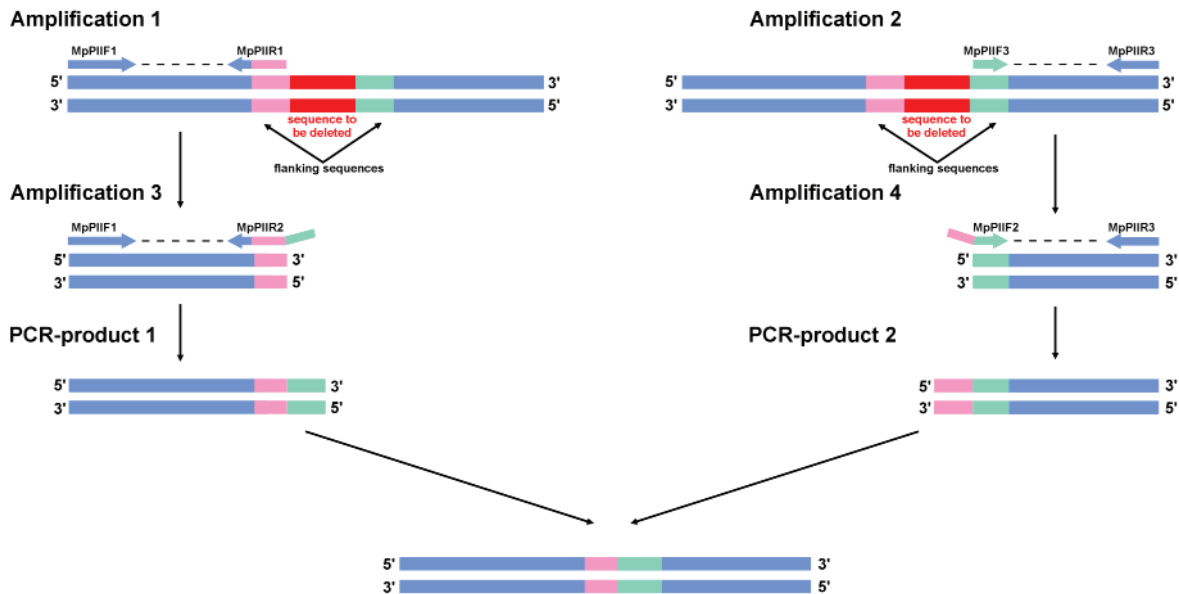 Amplification 1
MpPIIF1 MpPIIR1
5' 3'
3' 5'
sequence to
be deleted
flanking sequences
Amplification 2
MpPIIF3 MpPIIR3
5' 3'
3' 5'
sequence to
be deleted
flanking sequences
Amplification 3
MpPIIF1 MpPIIR2
3'
3' 5'
Amplification 4
MpPIIF2 MpPIIR3
5' 3'
3' 5'
PCR-product 1
5' 3'
3' 5'
PCR-product 2
5' 3'
3' 5'
5' 3'
3' 5'